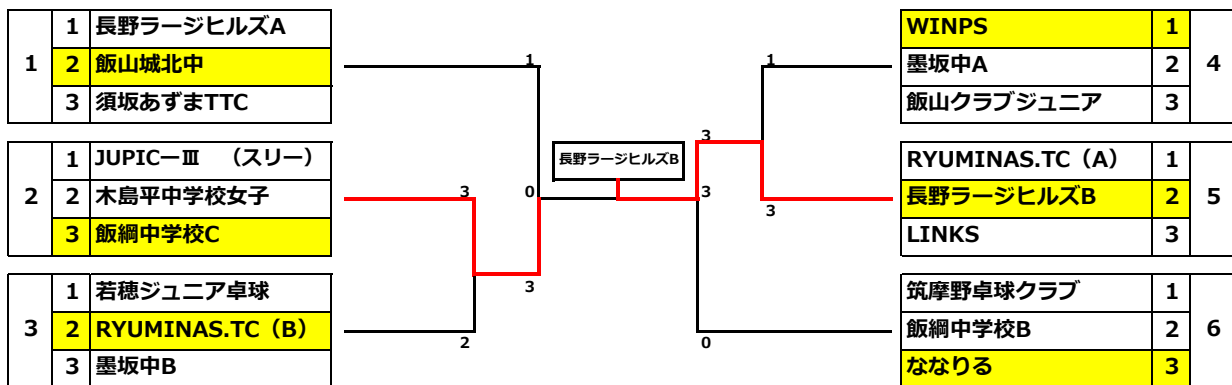 1 長野ラージヒルズA
1 2 飯山城北中
3 須坂あずまTTC
1 JUPICーⅢ （スリー）
2 2 木島平中学校女子
3 飯綱中学校C
1 若穂ジュニア卓球
3 2 RYUMINAS.TC（B）
3 墨坂中B
1
3
0
3
2
長野ラージヒルズB
1
3
3
3
0
WINPS 1
墨坂中A 2 4
飯山クラブジュニア 3
RYUMINAS.TC（A） 1
長野ラージヒルズB 2 5
LINKS 3
筑摩野卓球クラブ 1
飯綱中学校B 2 6
ななりる 3